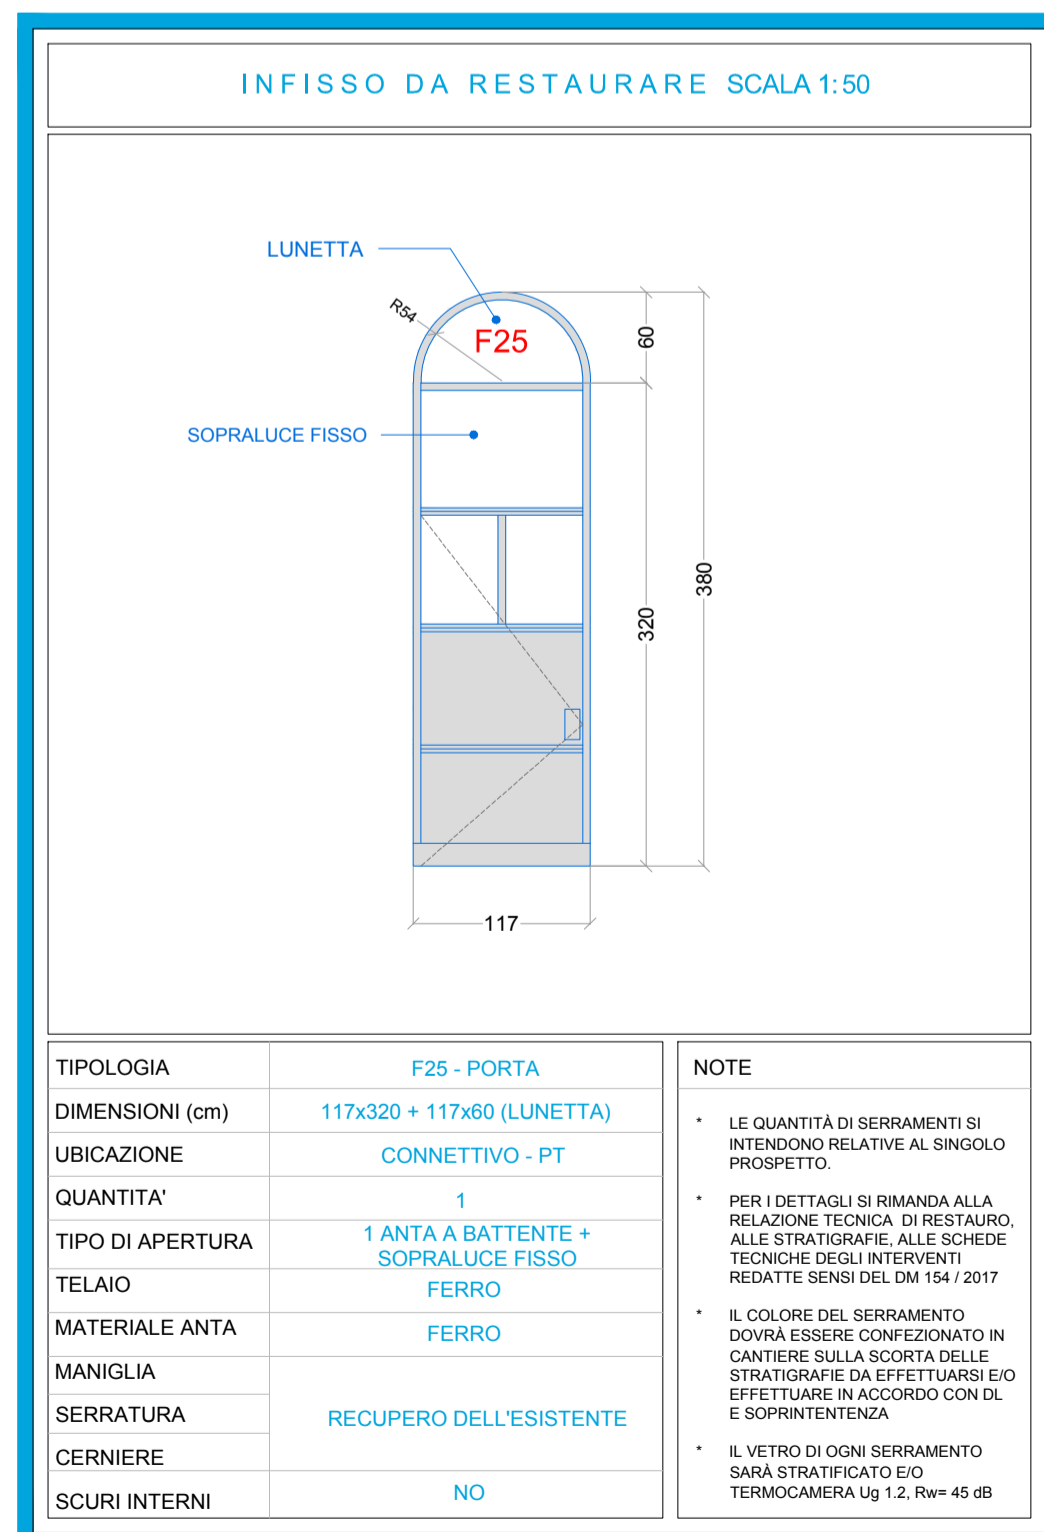 INFISSO DA RESTAURARE SCALA 1:50
LUNETTA
R54
F25
60
SOPRALUCE FISSO
380
320
117
TIPOLOGIA
F25 - PORTA
DIMENSIONI (cm)
117x320 + 117x60 (LUNETTA)
UBICAZIONE
CONNETTIVO - PT
QUANTITA'
1
TIPO DI APERTURA
1 ANTA A BATTENTE +
SOPRALUCE FISSO
TELAIO
FERRO
MATERIALE ANTA
FERRO
MANIGLIA
SERRATURA
RECUPERO DELL'ESISTENTE
CERNIERE
SCURI INTERNI
NO
NOTE
* LE QUANTITÀ DI SERRAMENTI SI
INTENDONO RELATIVE AL SINGOLO
PROSPETTO.
* PER I DETTAGLI SI RIMANDA ALLA
RELAZIONE TECNICA DI RESTAURO,
ALLE STRATIGRAFIE, ALLE SCHEDE
TECNICHE DEGLI INTERVENTI
REDATTE SENSI DEL DM 154 / 2017
* IL COLORE DEL SERRAMENTO
DOVRÀ ESSERE CONFEZIONATO IN
CANTIERE SULLA SCORTA DELLE
STRATIGRAFIE DA EFFETTUARSI E/O
EFFETTUARE IN ACCORDO CON DL
E SOPRINTENTENZA
* IL VETRO DI OGNI SERRAMENTO
SARÀ STRATIFICATO E/O
TERMOCAMERA Ug 1.2, Rw= 45 dB